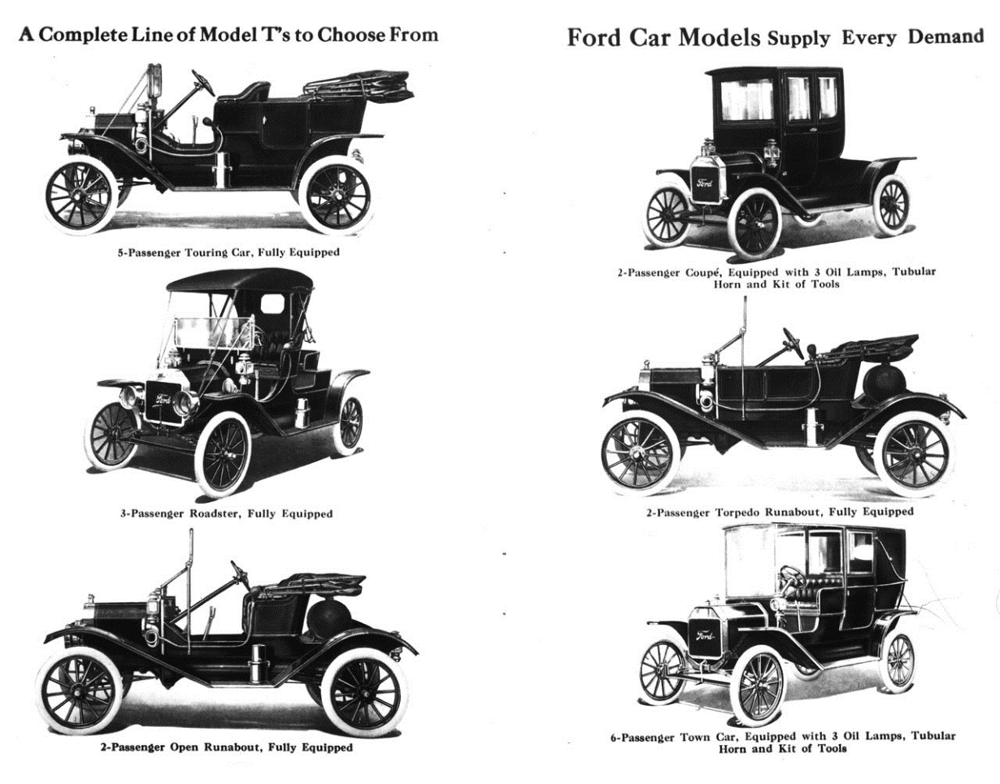 A Complete Line of Model T's to Choose From
5-Passenger Touring Car, Fully Equipped
Ford
3-Passenger Roadster, Fully Equipped
2-Passenger Open Runabout, Fully Equipped
Ford Car Models Supply Every Demand
Ford
2-Passenger Coupé, Equipped with 3 Oil Lamps, Tubular
Horn and Kit of Tools
2-Passenger Torpedo Runabout, Fully Equipped
Ford
6-Passenger Town Car, Equipped with 3 Oil Lamps, Tubular
Horn and Kit of Tools